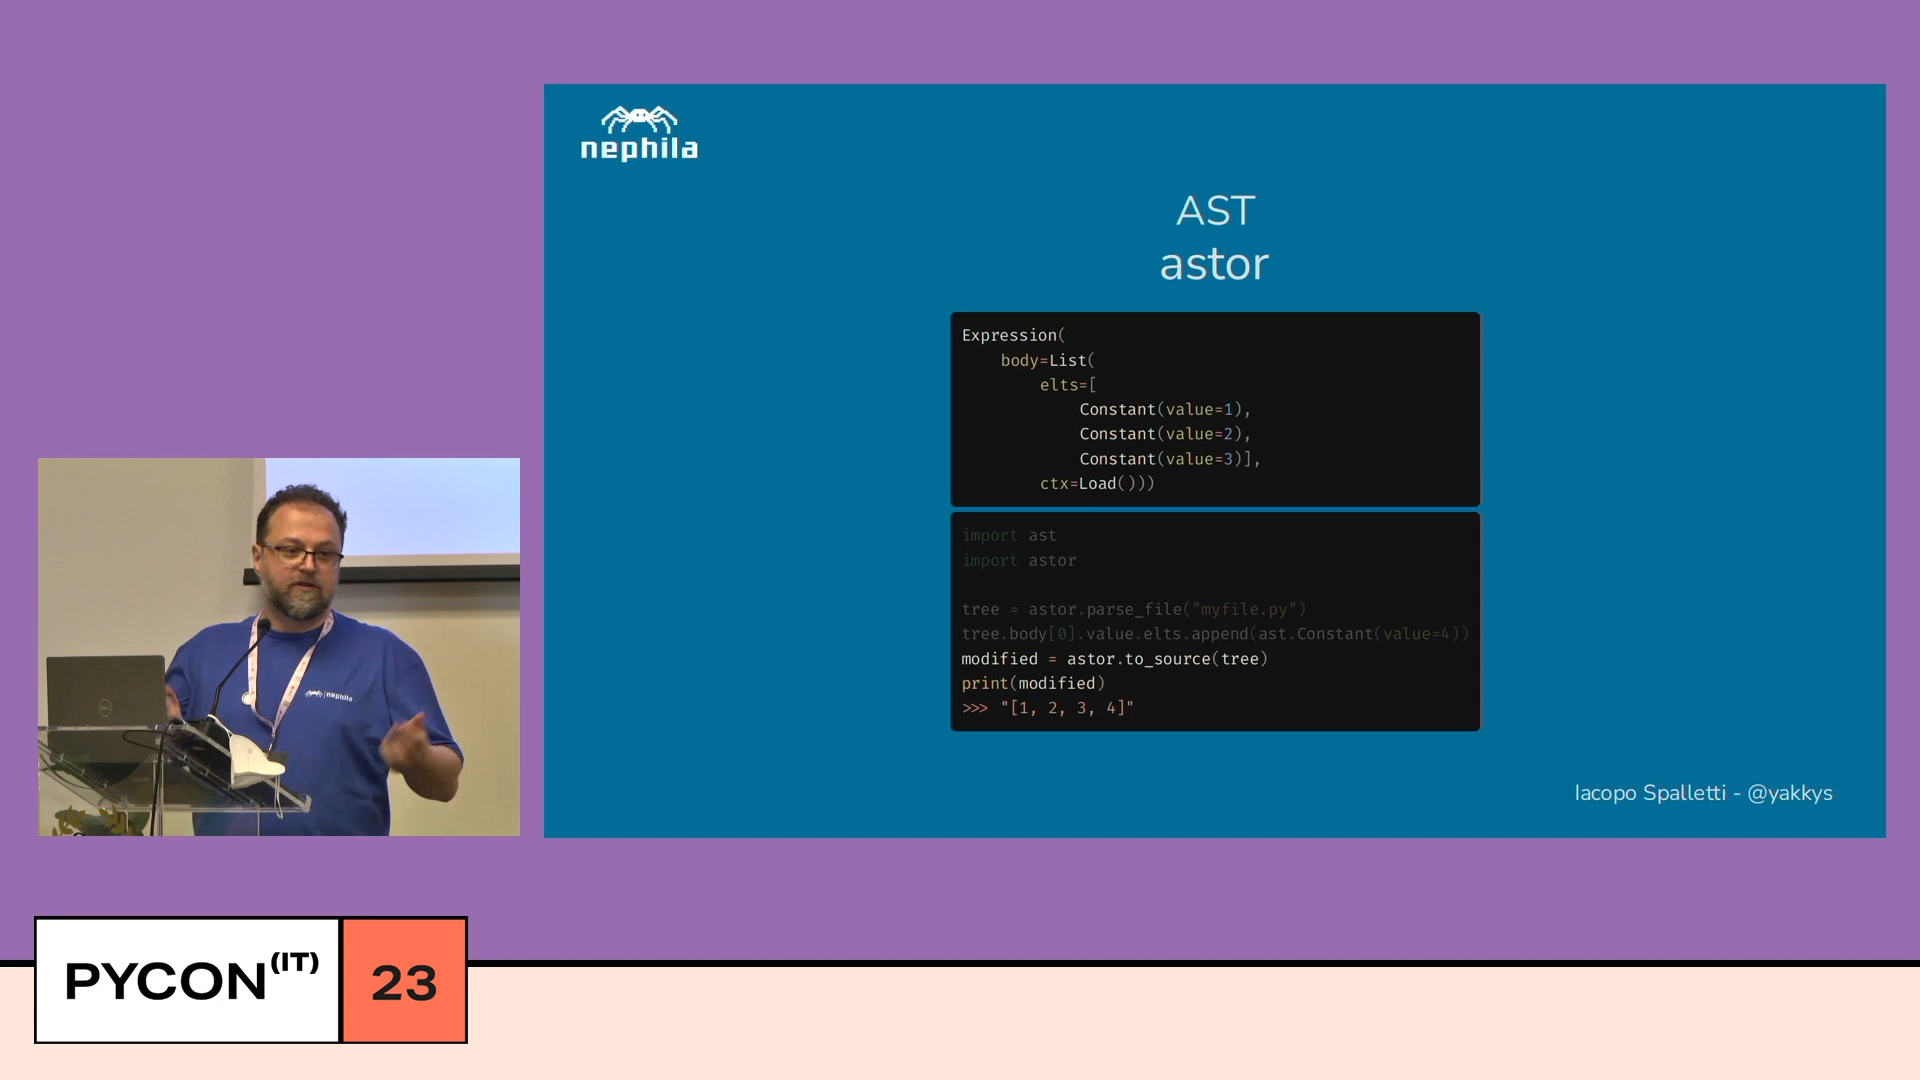 nephila
AST
astor
Expression(
    body=List(
        elts=[
            Constant(value=1),
            Constant(value=2),
            Constant(value=3)],
        ctx=Load()))
import ast
import astor
tree = astor.parse_file("myfile.py")
tree.body[0].value.elts.append(ast.Constant(value=4))
modified = astor.to_source(tree)
print(modified)
>>> "[1, 2, 3, 4]"
Iacopo Spalletti - @yakkys
nephila
DELL
PYCON(IT) 23